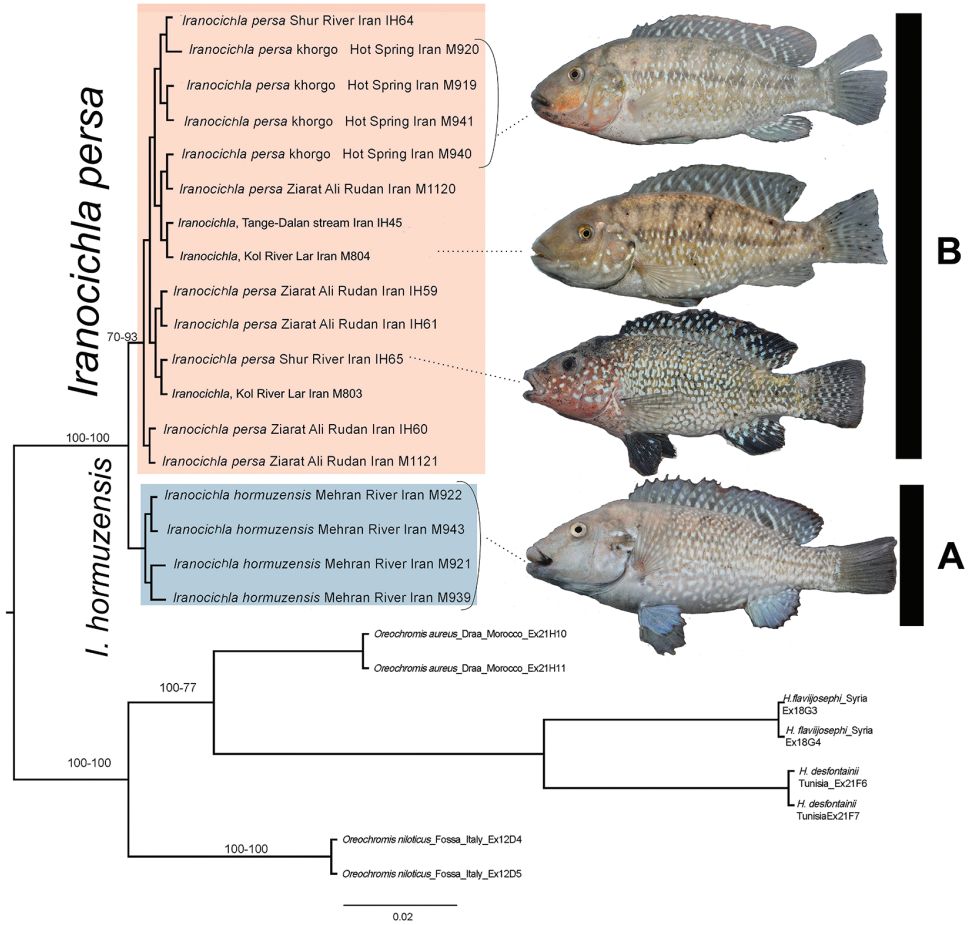 Iranocichla persa
I. hormuzensis
Iranocichla persa Shur River Iran IH64
Iranocichla persa khorgo Hot Spring Iran M920
Iranocichla persa khorgo Hot Spring Iran M919
Iranocichla persa khorgo Hot Spring Iran M941
Iranocichla persa khorgo Hot Spring Iran M940
Iranocichla persa Ziarat Ali Rudan Iran M1120
Iranocichla, Tange-Dalan stream Iran IH45
Iranocichla, Kol River Lar Iran M804
Iranocichla persa Ziarat Ali Rudan Iran IH59
Iranocichla persa Ziarat Ali Rudan Iran IH61
Iranocichla persa Shur River Iran IH65
Iranocichla, Kol River Lar Iran M803
Iranocichla persa Ziarat Ali Rudan Iran IH60
Iranocichla persa Ziarat Ali Rudan Iran M1121
Iranocichla hormuzensis Mehran River Iran M922
Iranocichla hormuzensis Mehran River Iran M943
Iranocichla hormuzensis Mehran River Iran M921
Iranocichla hormuzensis Mehran River Iran M939
B
A
70-93
100-100
Oreochromis aureus_Draa_Morocco_Ex21H10
Oreochromis aureus_Draa_Morocco_Ex21H11
100-77
H.flaviijosephi_Syria
Ex18G3
H. flaviijosephi_Syria
Ex18G4
100-100
H. desfontainii
Tunisia_Ex21F6
H. desfontainii
TunisiaEx21F7
100-100
Oreochromis niloticus_Fossa_Italy_Ex12D4
Oreochromis niloticus_Fossa_Italy_Ex12D5
0.02